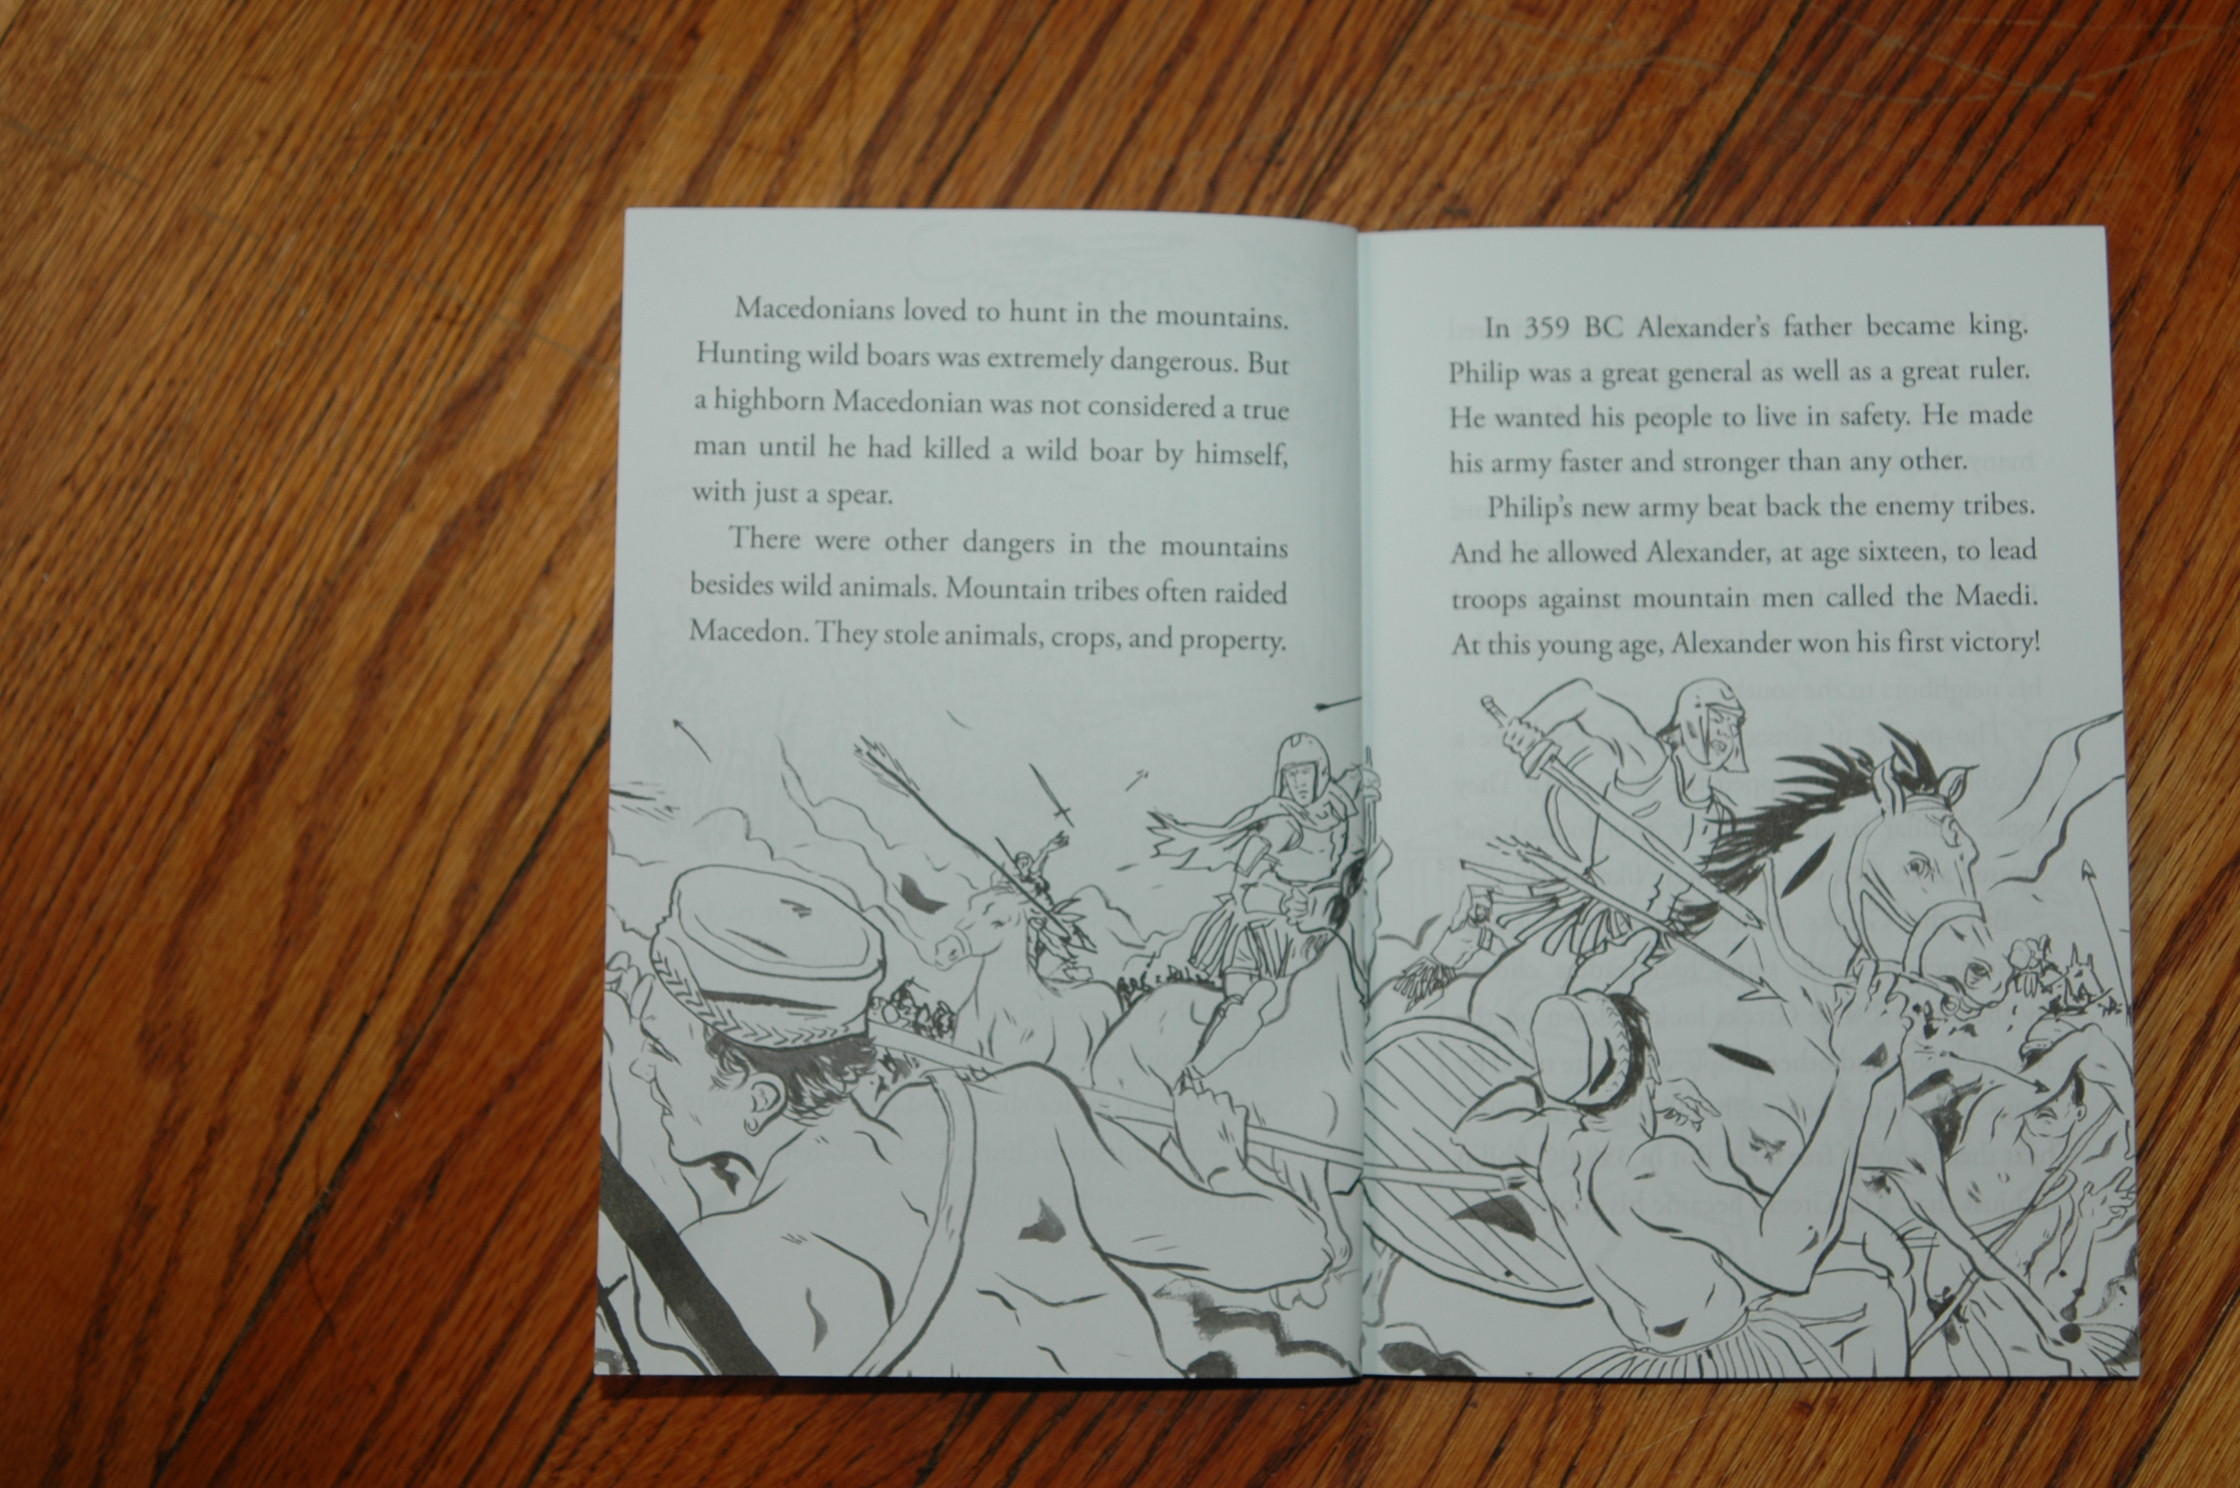 Macedonians loved to hunt in the mountains.
Hunting wild boars was extremely dangerous. But
a highborn Macedonian was not considered a true
man until he had killed a wild boar by himself,
with just a spear.
There were other dangers in the mountains
besides wild animals. Mountain tribes often raided
Macedon. They stole animals, crops, and property.
In 359 BC Alexander's father became king.
Philip was a great general as well as a great ruler.
He wanted his people to live in safety. He made
his army faster and stronger than any other.
Philip's new army beat back the enemy tribes.
And he allowed Alexander, at age sixteen, to lead
troops against mountain men called the Maedi.
At this young age, Alexander won his first victory!